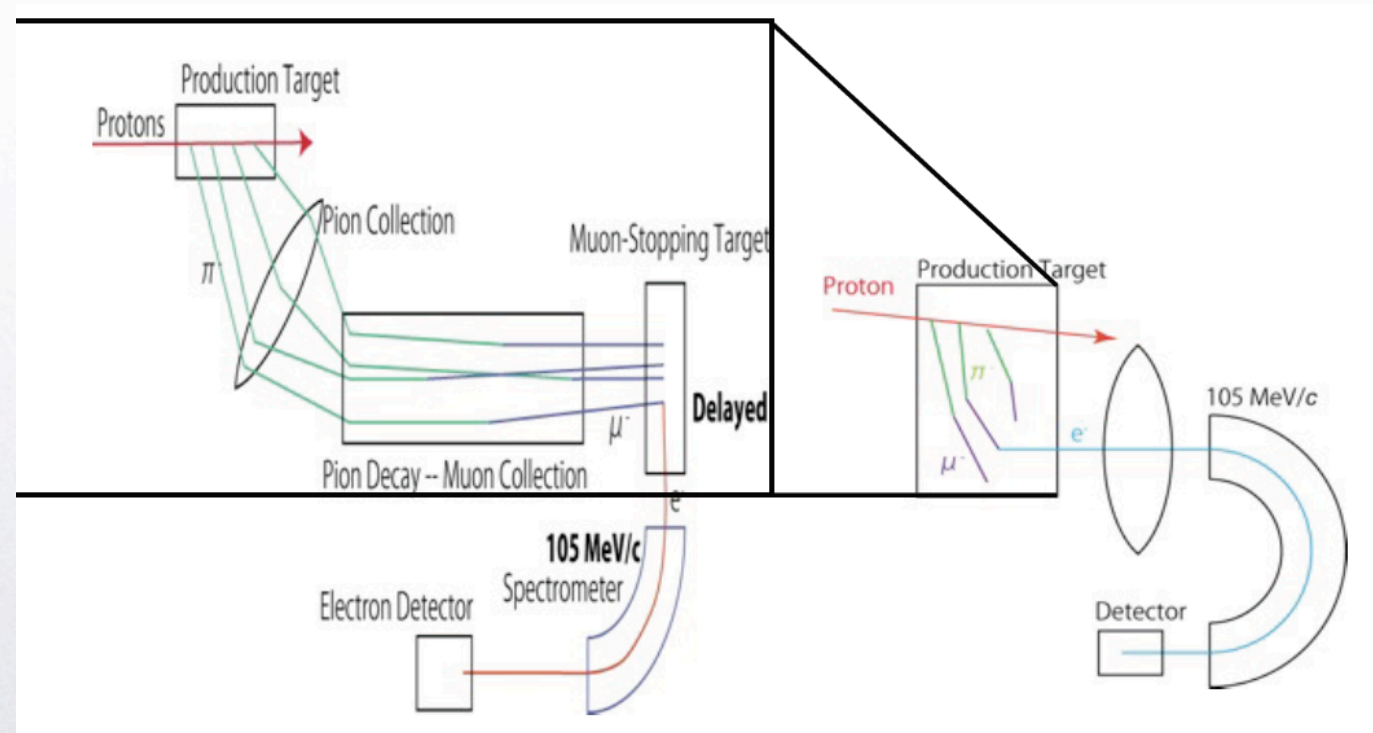 Production Target
Protons
Pion Collection
π-
Muon-Stopping Target
Delayed
μ-
Pion Decay -- Muon Collection
e-
105 MeV/c
Spectrometer
Electron Detector
Production Target
Proton
π-
μ-
e-
105 MeV/c
Detector